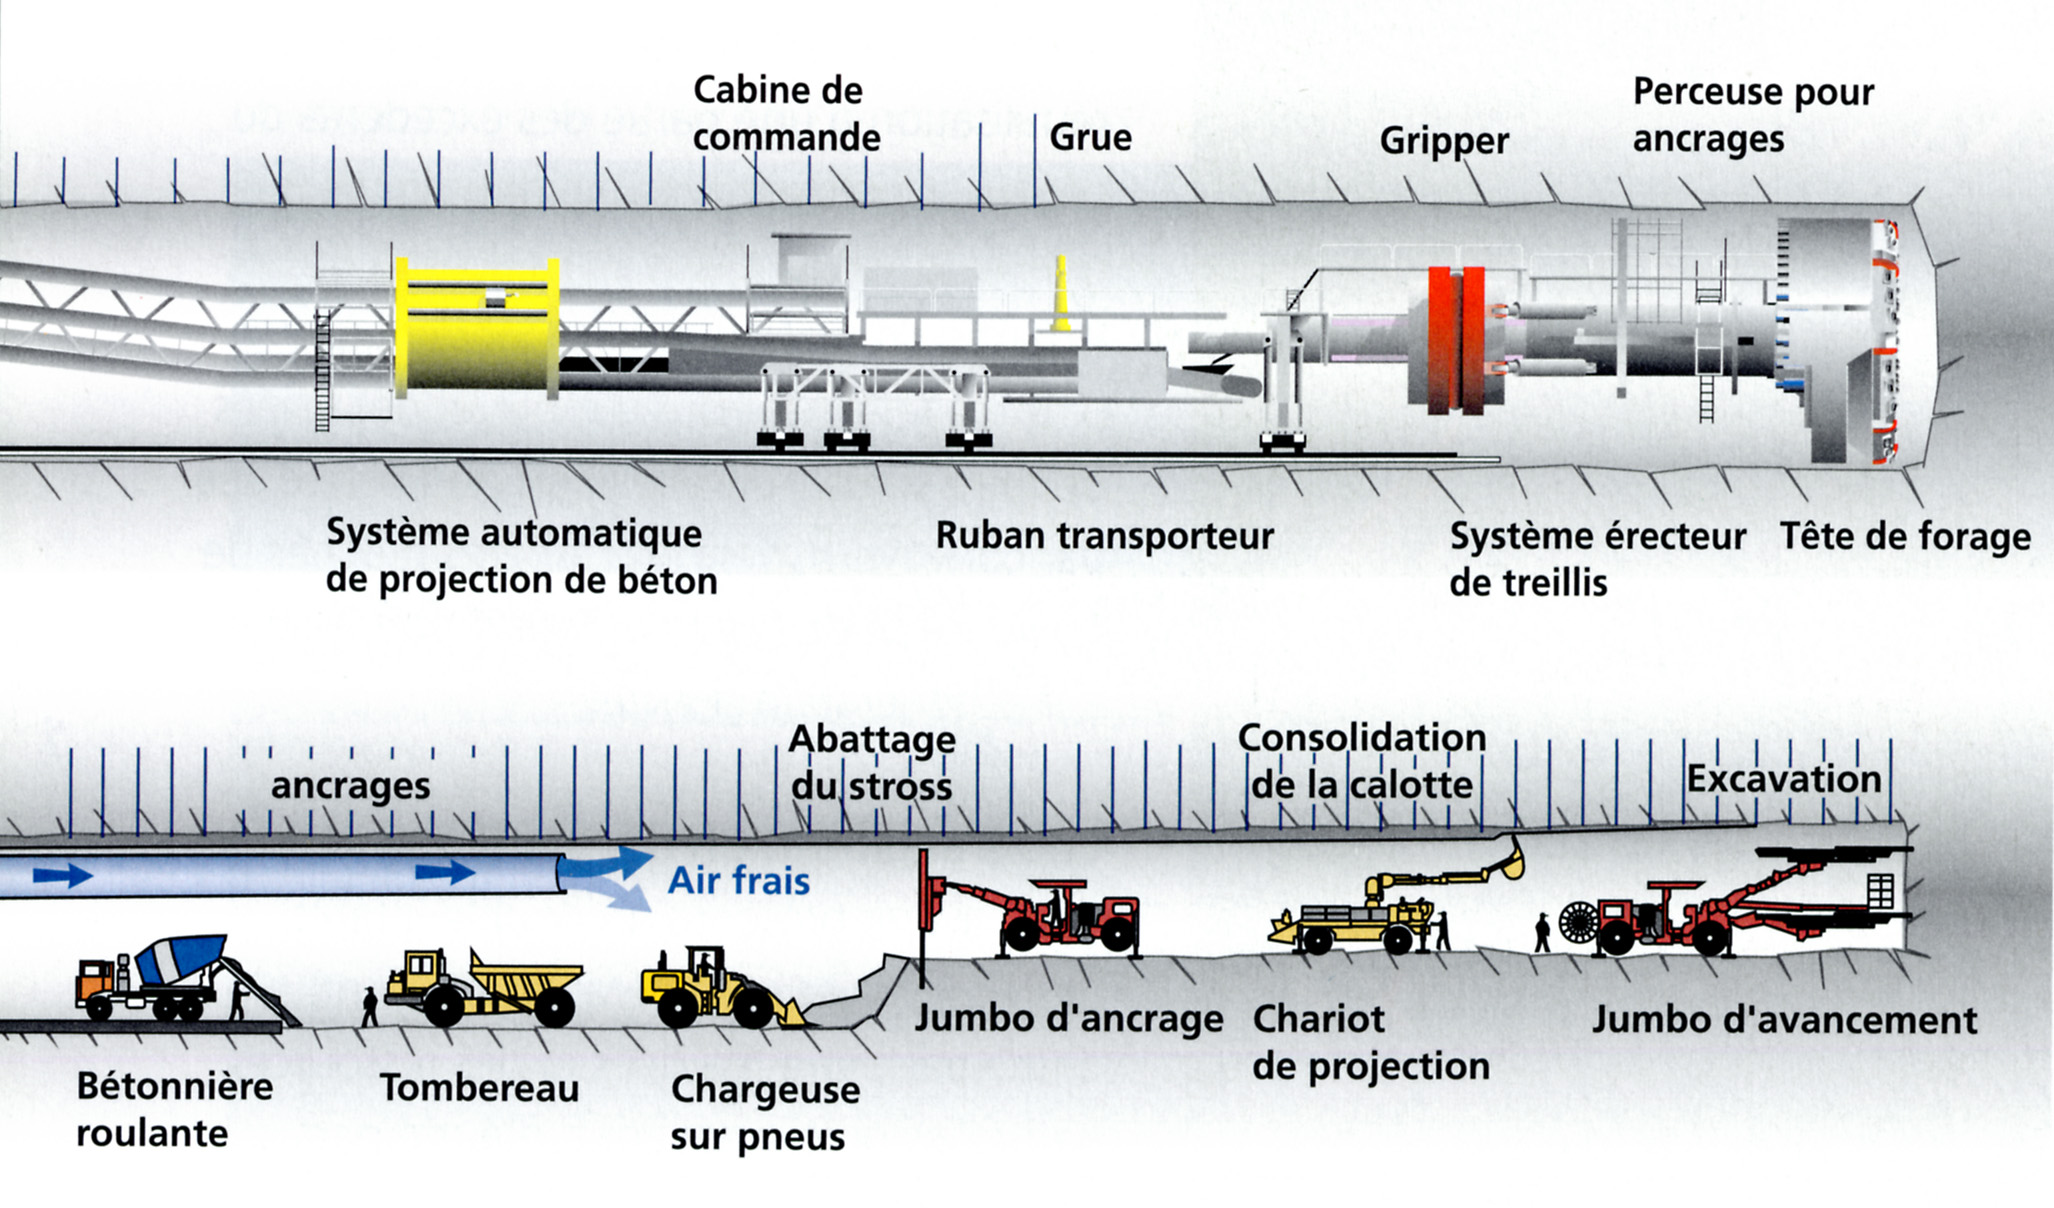 Cabine de
commande
Grue
Gripper
Perceuse pour
ancrages
Système automatique
de projection de béton
Ruban transporteur
Système érecteur
de treillis
Tête de forage
ancrages
Abattage
du stross
Consolidation
de la calotte
Excavation
Air frais
Jumbo d'ancrage
Chariot
de projection
Jumbo d'avancement
Bétonnière
roulante
Tombereau
Chargeuse
sur pneus